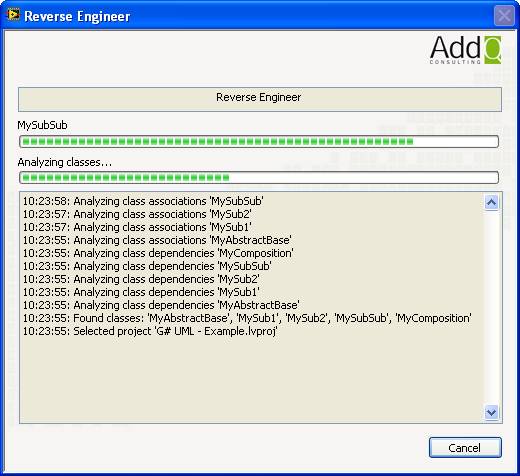 Reverse Engineer
AddQ
CONSULTING
Reverse Engineer
MySubSub
Analyzing classes...
10:23:58: Analyzing class associations 'MySubSub'
10:23:57: Analyzing class associations 'MySub2'
10:23:57: Analyzing class associations 'MySub1'
10:23:55: Analyzing class associations 'MyAbstractBase'
10:23:55: Analyzing class dependencies 'MyComposition'
10:23:55: Analyzing class dependencies 'MySubSub'
10:23:55: Analyzing class dependencies 'MySub2'
10:23:55: Analyzing class dependencies 'MySub1'
10:23:55: Analyzing class dependencies 'MyAbstractBase'
10:23:55: Found classes: 'MyAbstractBase', 'MySub1', 'MySub2', 'MySubSub', 'MyComposition'
10:23:55: Selected project 'G# UML - Example.lvproj'
Cancel